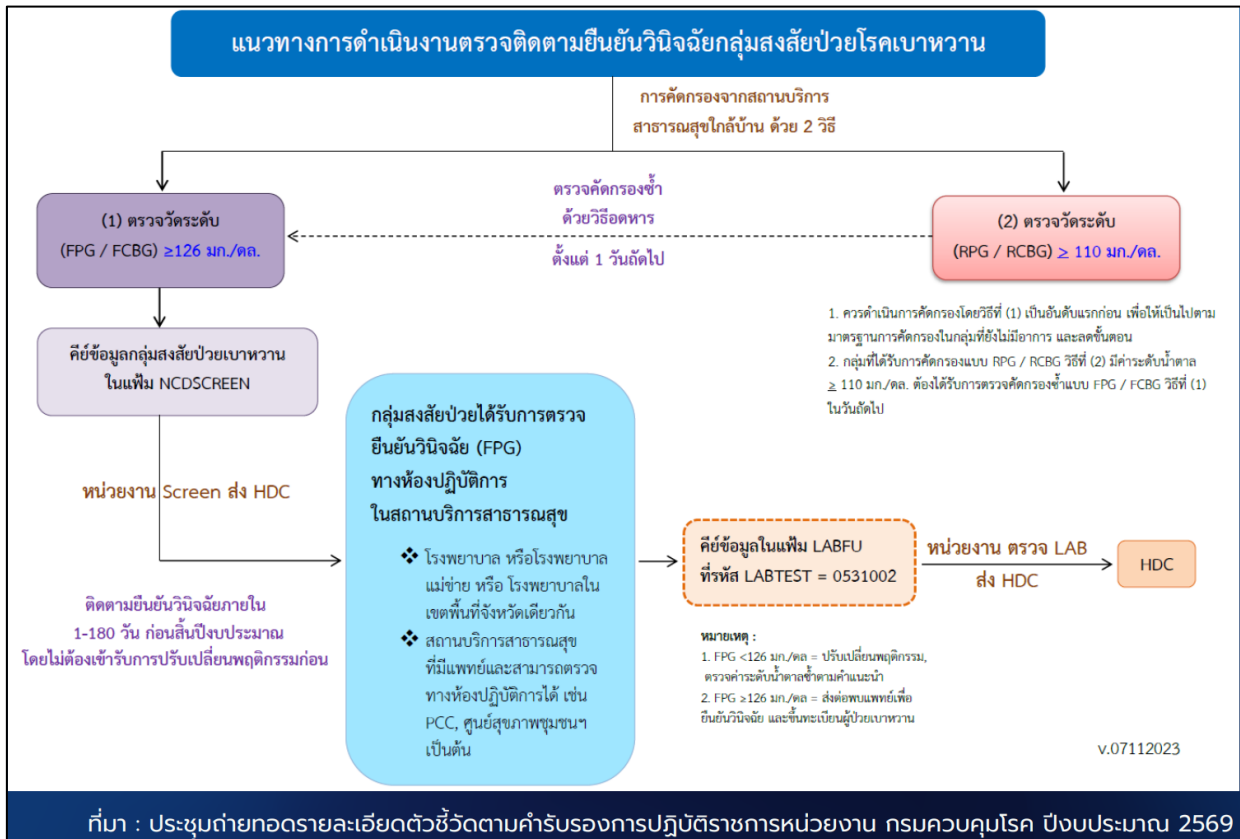 แนวทางการดำเนินงานตรวจติดตามยืนยันวินิจฉัยกลุ่มสงสัยป่วยโรคเบาหวาน
การคัดกรองจากสถานบริการ
สาธารณสุขใกล้บ้าน ด้วย 2 วิธี
(1) ตรวจวัดระดับ
(FPG / FCBG) ≥126 มก./ดล.
ตรวจคัดกรองซ้ำ
ด้วยวิธีอดหาร
ตั้งแต่ 1 วันถัดไป
(2) ตรวจวัดระดับ
(RPG / RCBG) ≥ 110 มก./ดล.
1. ควรดำเนินการคัดกรองโดยวิธีที่ (1) เป็นอันดับแรกก่อน เพื่อให้เป็นไปตาม
มาตรฐานการคัดกรองในกลุ่มที่ยังไม่มีอาการ และลดขั้นตอน
2. กลุ่มที่ได้รับการคัดกรองแบบ RPG / RCBG วิธีที่ (2) มีค่าระดับน้ำตาล
≥ 110 มก./ดล. ต้องได้รับการตรวจคัดกรองซ้ำแบบ FPG / FCBG วิธีที่ (1)
ในวันถัดไป
คีย์ข้อมูลกลุ่มสงสัยป่วยเบาหวาน
ในแฟ้ม NCDSCREEN
หน่วยงาน Screen ส่ง HDC
ติดตามยืนยันวินิจฉัยภายใน
1-180 วัน ก่อนสิ้นปีงบประมาณ
โดยไม่ต้องเข้ารับการปรับเปลี่ยนพฤติกรรมก่อน
กลุ่มสงสัยป่วยได้รับการตรวจ
ยืนยันวินิจฉัย (FPG)
ทางห้องปฏิบัติการ
ในสถานบริการสาธารณสุข
❖ โรงพยาบาล หรือโรงพยาบาล
แม่ข่าย หรือ โรงพยาบาลใน
เขตพื้นที่จังหวัดเดียวกัน
❖ สถานบริการสาธารณสุข
ที่มีแพทย์และสามารถตรวจ
ทางห้องปฏิบัติการได้ เช่น
PCC, ศูนย์สุขภาพชุมชนฯ
เป็นต้น
คีย์ข้อมูลในแฟ้ม LABFU
ที่รหัส LABTEST = 0531002
หน่วยงาน ตรวจ LAB
ส่ง HDC
HDC
หมายเหตุ :
1. FPG <126 มก./ดล = ปรับเปลี่ยนพฤติกรรม,
ตรวจค่าระดับน้ำตาลซ้ำตามคำแนะนำ
2. FPG ≥126 มก./ดล = ส่งต่อพบแพทย์เพื่อ
ยืนยันวินิจฉัย และขึ้นทะเบียนผู้ป่วยเบาหวาน
v.07112023
ที่มา : ประชุมถ่ายทอดรายละเอียดตัวชี้วัดตามคำรับรองการปฏิบัติราชการหน่วยงาน กรมควบคุมโรค ปีงบประมาณ 2569